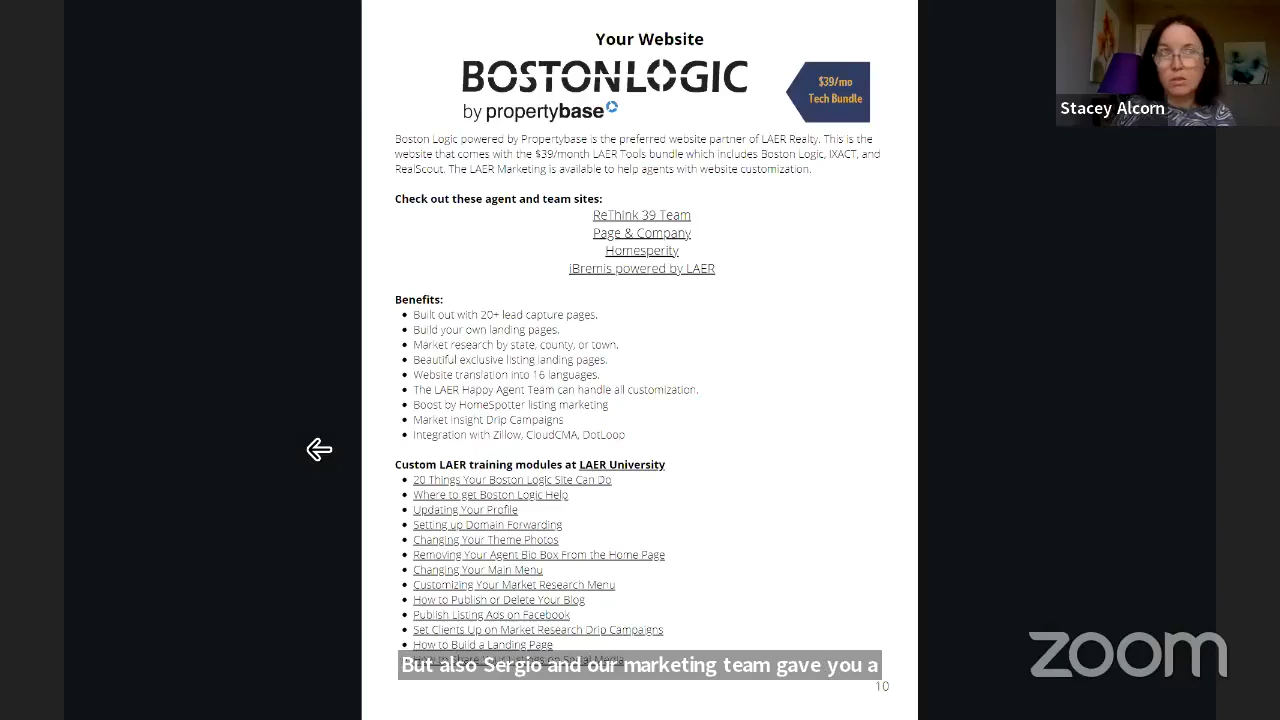 Your Website
BOSTONLOGIC
by propertybase
$39/mo
Tech Bundle
Stacey Alcorn
Boston Logic powered by Propertybase is the preferred website partner of LAER Realty. This is the
website that comes with the $39/month LAER Tools bundle which includes Boston Logic, IXACT, and
RealScout. The LAER Marketing is available to help agents with website customization.
Check out these agent and team sites:
ReThink 39 Team
Page & Company
Homesperity
iBremis powered by LAER
Benefits:
Built out with 20+ lead capture pages.
Build your own landing pages.
Market research by state, county, or town.
Beautiful exclusive listing landing pages.
Website translation into 16 languages.
The LAER Happy Agent Team can handle all customization.
Boost by HomeSpotter listing marketing
Market Insight Drip Campaigns
Integration with Zillow, CloudCMA, DotLoop
Custom LAER training modules at LAER University
20 Things Your Boston Logic Site Can Do
Where to get Boston Logic Help
Updating Your Profile
Setting up Domain Forwarding
Changing Your Theme Photos
Removing Your Agent Bio Box From the Home Page
Changing Your Main Menu
Customizing Your Market Research Menu
How to Publish or Delete Your Blog
Publish Listing Ads on Facebook
Set Clients Up on Market Research Drip Campaigns
How to Build a Landing Page
But also Sergio and our marketing team gave you a
10
zoom